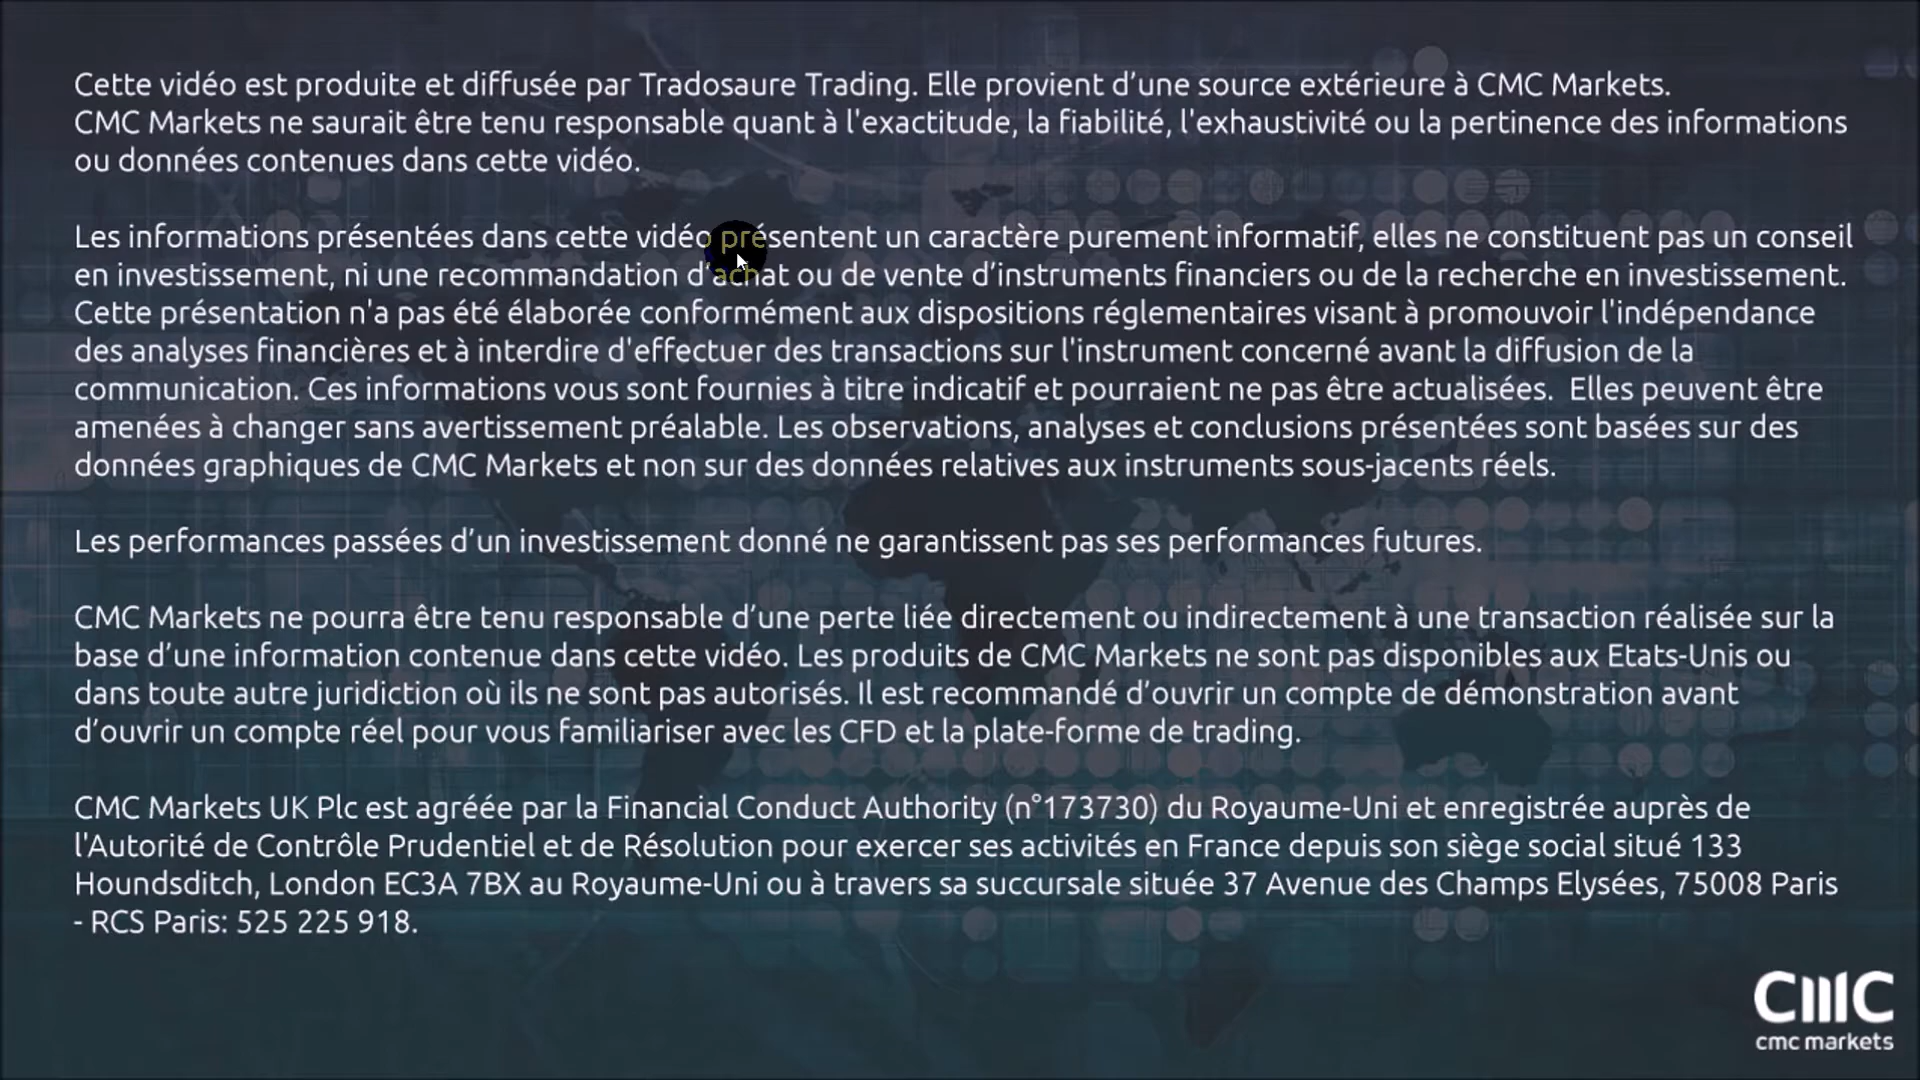 Cette vidéo est produite et diffusée par Tradosaure Trading. Elle provient d’une source extérieure à CMC Markets.
CMC Markets ne saurait être tenu responsable quant à l'exactitude, la fiabilité, l'exhaustivité ou la pertinence des informations
ou données contenues dans cette vidéo.
Les informations présentées dans cette vidéo présentent un caractère purement informatif, elles ne constituent pas un conseil
en investissement, ni une recommandation d’achat ou de vente d’instruments financiers ou de la recherche en investissement.
Cette présentation n'a pas été élaborée conformément aux dispositions réglementaires visant à promouvoir l'indépendance
des analyses financières et à interdire d'effectuer des transactions sur l'instrument concerné avant la diffusion de la
communication. Ces informations vous sont fournies à titre indicatif et pourraient ne pas être actualisées.  Elles peuvent être
amenées à changer sans avertissement préalable. Les observations, analyses et conclusions présentées sont basées sur des
données graphiques de CMC Markets et non sur des données relatives aux instruments sous-jacents réels.
Les performances passées d’un investissement donné ne garantissent pas ses performances futures.
CMC Markets ne pourra être tenu responsable d’une perte liée directement ou indirectement à une transaction réalisée sur la
base d’une information contenue dans cette vidéo. Les produits de CMC Markets ne sont pas disponibles aux Etats-Unis ou
dans toute autre juridiction où ils ne sont pas autorisés. Il est recommandé d’ouvrir un compte de démonstration avant
d’ouvrir un compte réel pour vous familiariser avec les CFD et la plate-forme de trading.
CMC Markets UK Plc est agréée par la Financial Conduct Authority (n°173730) du Royaume-Uni et enregistrée auprès de
l'Autorité de Contrôle Prudentiel et de Résolution pour exercer ses activités en France depuis son siège social situé 133
Houndsditch, London EC3A 7BX au Royaume-Uni ou à travers sa succursale située 37 Avenue des Champs Elysées, 75008 Paris
- RCS Paris: 525 225 918.
CMC
cmc markets